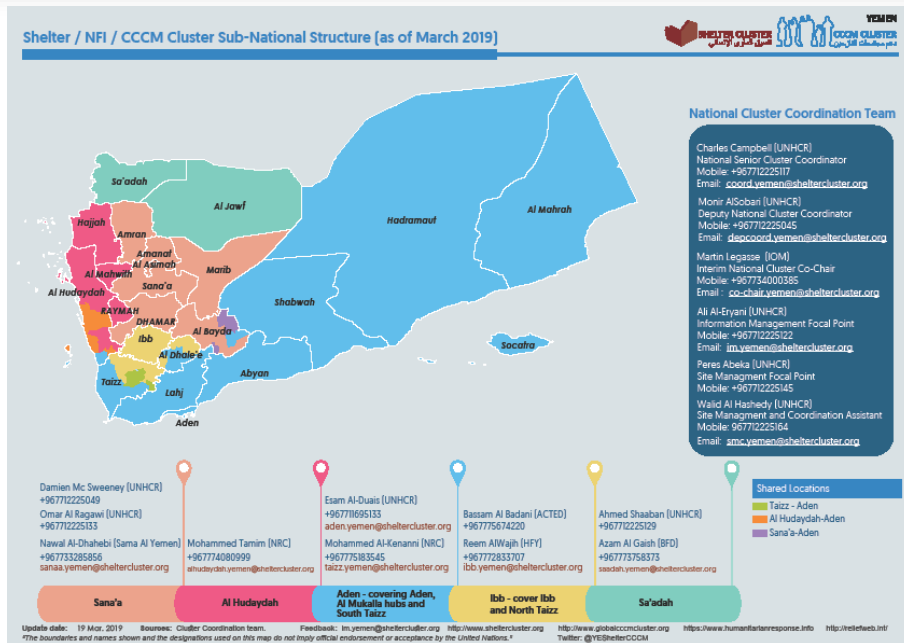 Shelter / NFI / CCCM Cluster Sub-National Structure (as of March 2019)
YEMEN
SHELTER CLUSTER
CCCM CLUSTER
Sa'adah
Al Jawf
Hadramaut
Al Mahrah
Hajjah
Amran
Amanat
Al Asimah
Al Mahwith
Marib
Sana'a
Al Hudaydah
Shabwah
RAYMAH
DHAMAR
Al Bayda
Ibb
Al Dhale'e
Socatra
Abyan
Taizz
Lahj
Aden
National Cluster Coordination Team
Charles Campbell (UNHCR)
National Senior Cluster Coordinator
Mobile: +967712225117
Email: coord.yemen@sheltercluster.org
Monir AlSobari (UNHCR)
Deputy National Cluster Coordinator
Mobile: +967712225045
Email: depcoord.yemen@sheltercluster.org
Martin Legasse (IOM)
Interim National Cluster Co-Chair
Mobile: +967734000385
Email : co-chair.yemen@sheltercluster.org
Ali Al-Eryani (UNHCR)
Information Management Focal Point
Mobile: +967712225122
Email: im.yemen@sheltercluster.org
Peres Abeka (UNHCR)
Site Managment Focal Point
Mobile: +967712225145
Walid Al Hashedy (UNHCR)
Site Managment and Coordination Assistant
Mobile: 967712225164
Email: smc.yemen@sheltercluster.org
Damien Mc Sweeney (UNHCR)
+967712225049
Omar Al Ragawi (UNHCR)
+967712225133
Nawal Al-Dhahebi (Sama Al Yemen)
+967733285856
sanaa.yemen@sheltercluster.org
Mohammed Tamim (NRC)
+967774080999
alhudaydah.yemen@sheltercluster.org
Esam Al-Duais (UNHCR)
+967711695133
aden.yemen@sheltercluster.org
Mohammed Al-Kenanni (NRC)
+967775183545
taizz.yemen@sheltercluster.org
Bassam Al Badani (ACTED)
+967775674220
Reem AlWajih (HFY)
+967772833707
ibb.yemen@sheltercluster.org
Ahmed Shaaban (UNHCR)
+967712225129
Azam Al Gaish (BFD)
+967773758373
saadah.yemen@sheltercluster.org
Shared Locations
Taizz - Aden
Al Hudaydah-Aden
Sana'a-Aden
Sana'a
Al Hudaydah
Aden - covering Aden,
Al Mukalla hubs and
South Taizz
Ibb - cover Ibb
and North Taizz
Sa'adah
Update date: 19 Mar, 2019 Sources: Cluster Coordination team. Feedback: im.yemen@sheltercluster.org http://www.sheltercluster.org http://www.globalcccmcluster.org https://www.humanitarianresponse.info http://reliefweb.int/
"The boundaries and names shown and the designations used on this map do not imply official endorsement or acceptance by the United Nations." Twitter: @YEShelterCCCM